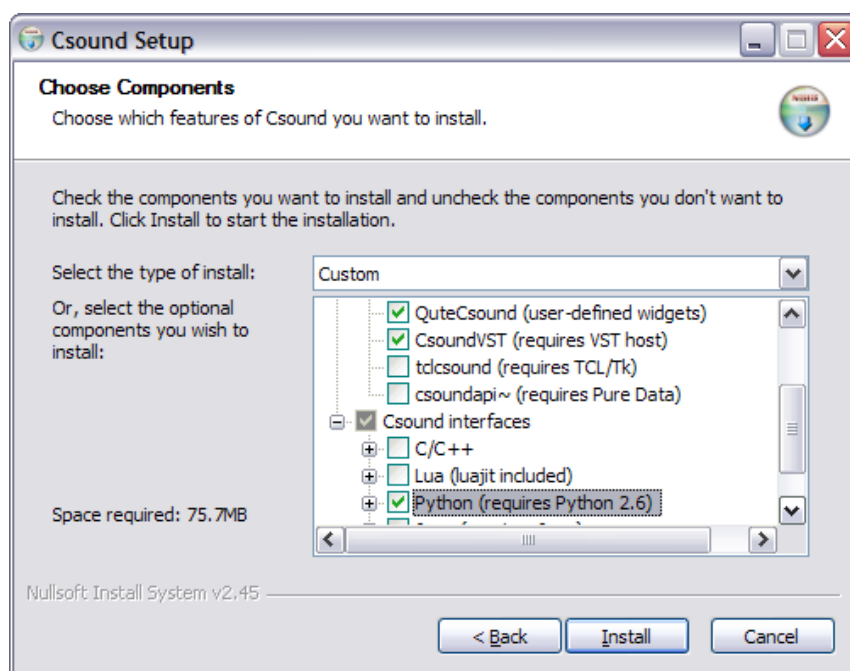 Csound Setup
Choose Components
Choose which features of Csound you want to install.
Check the components you want to install and uncheck the components you don't want to
install. Click Install to start the installation.
Select the type of install:
Custom
Or, select the optional
components you wish to
install:
QuteCsound (user-defined widgets)
CsoundVST (requires VST host)
tclcsound (requires TCL/Tk)
csoundapi~ (requires Pure Data)
Csound interfaces
C/C++
Lua (luajit included)
Python (requires Python 2.6)
Space required: 75.7MB
Nullsoft Install System v2.45
< Back
Install
Cancel